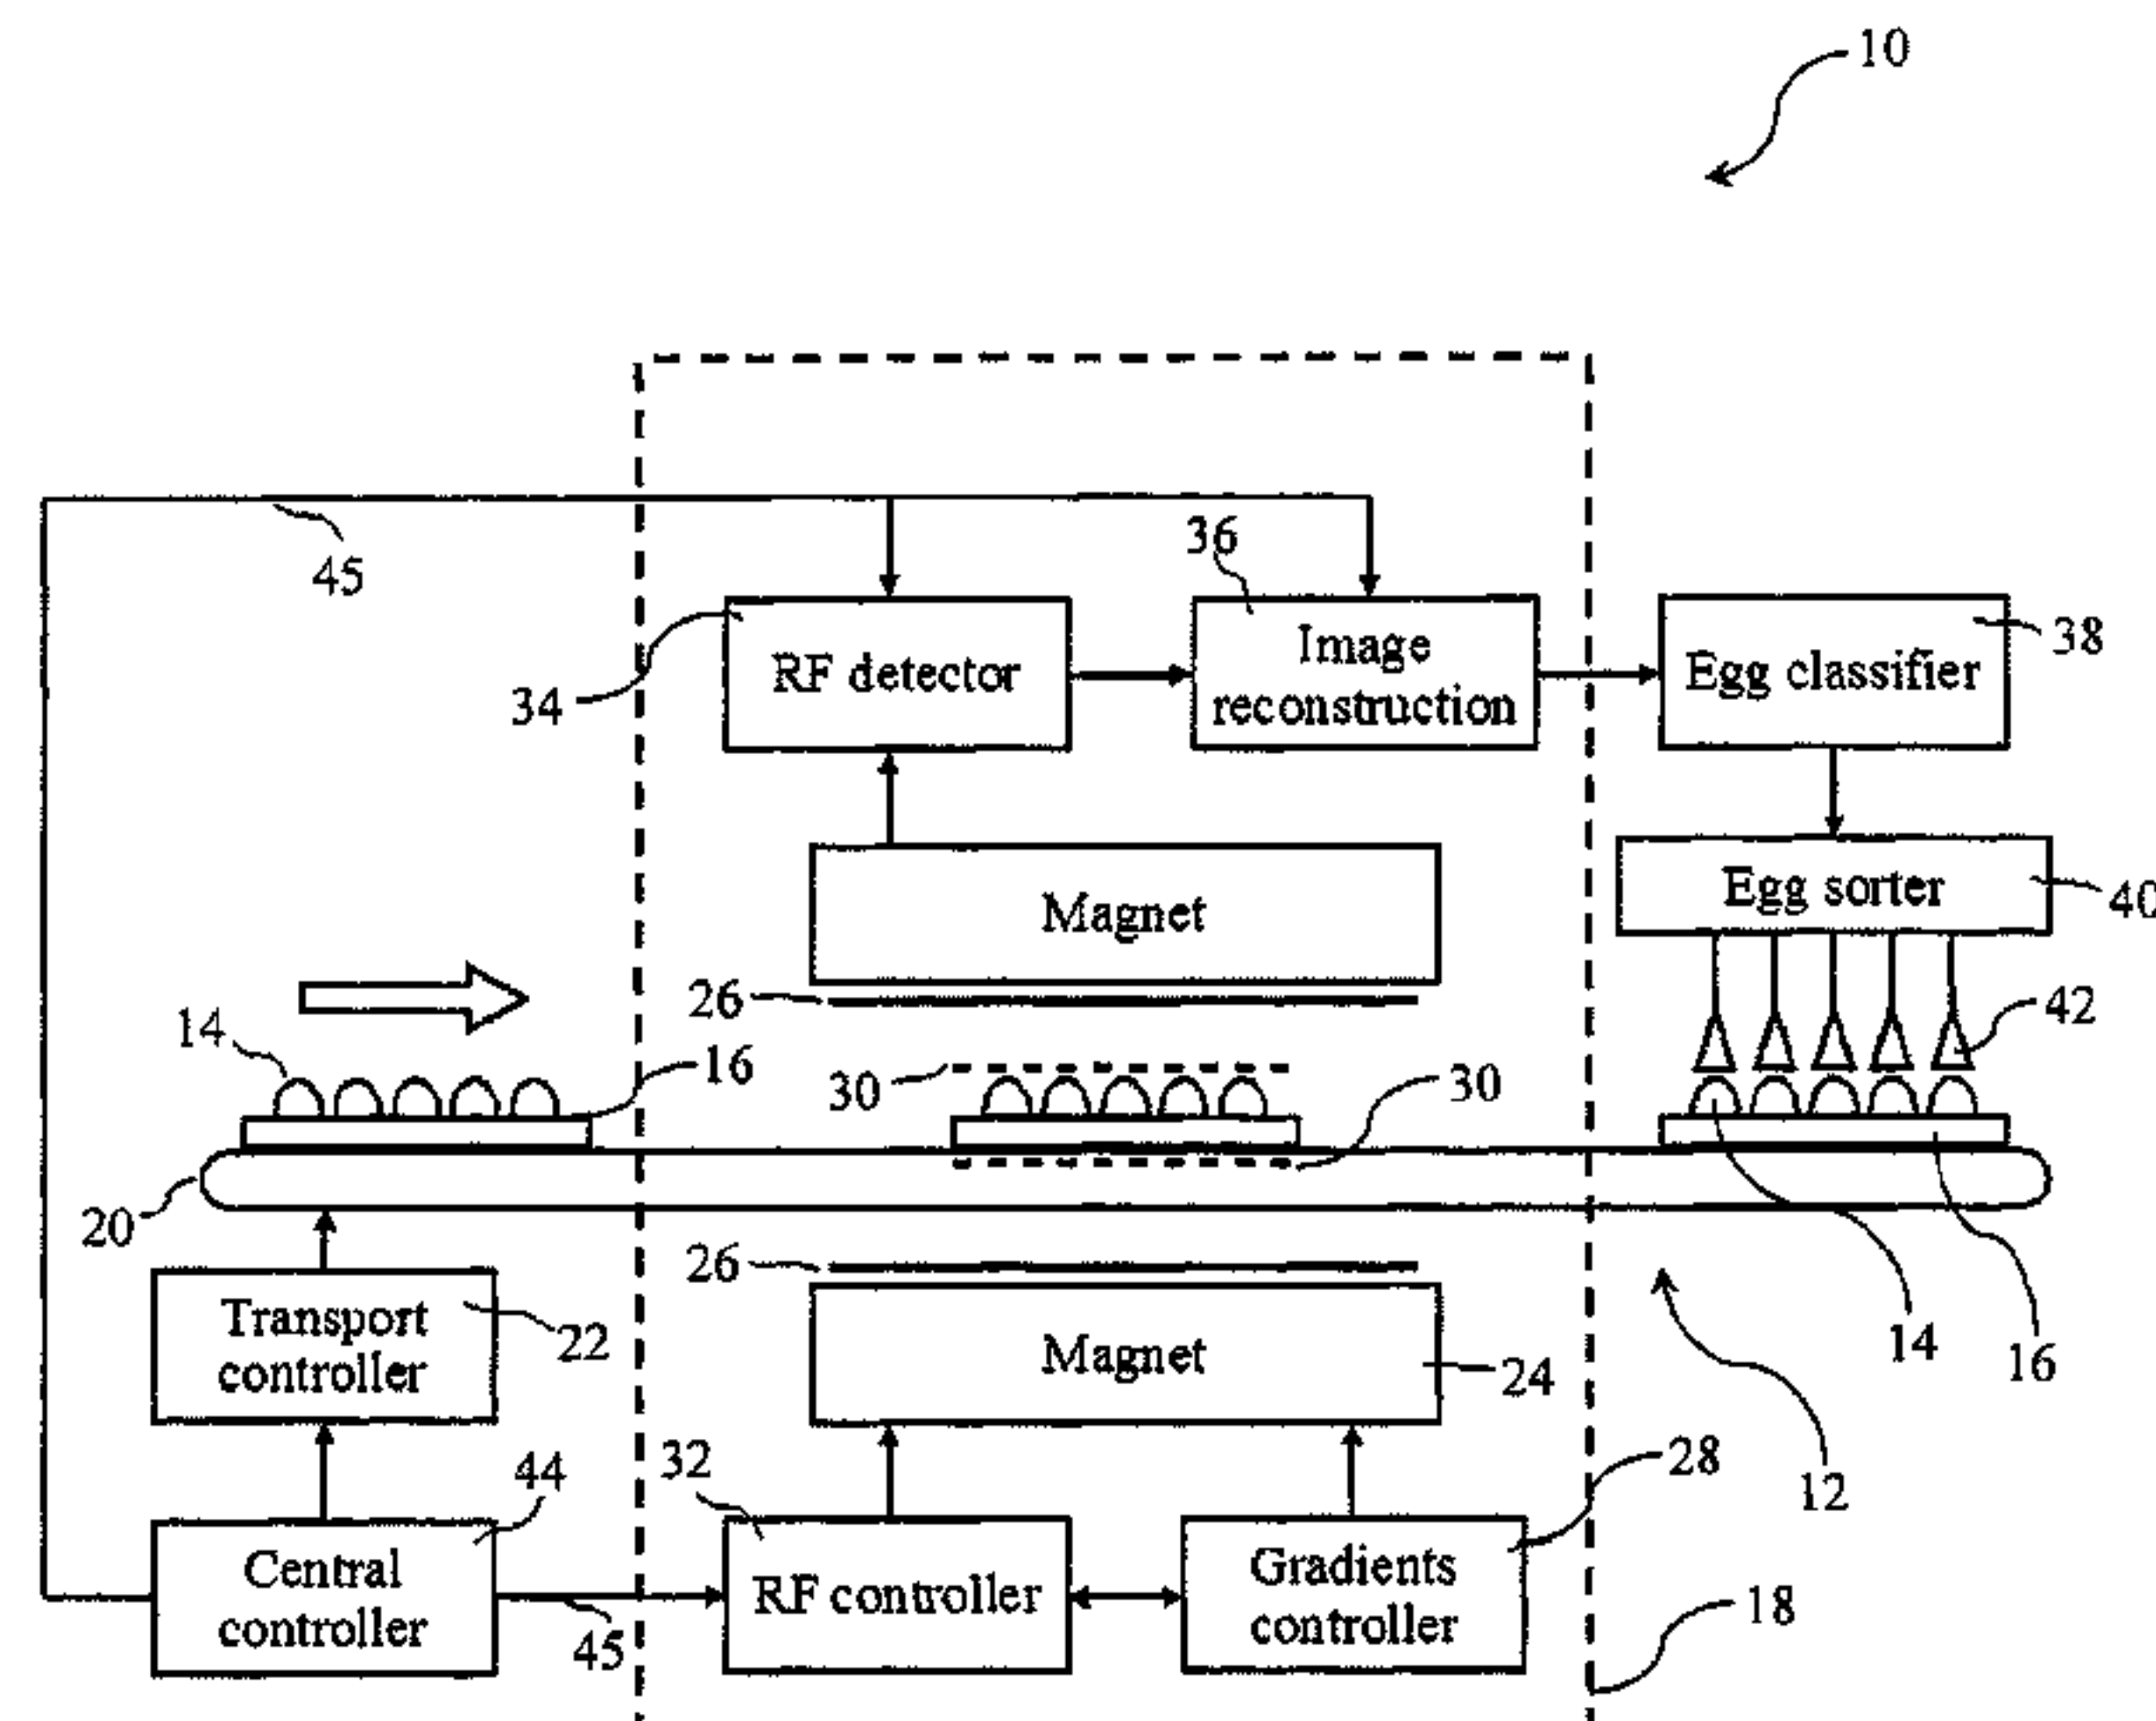 10
45
36
RF detector
34
Image
reconstruction
Egg classifier
38
Magnet
Egg sorter
40
26
14
16
30
30
42
20
26
Transport
controller
22
Magnet
24
14
16
12
44
32
28
Central
controller
45
RF controller
Gradients
controller
18